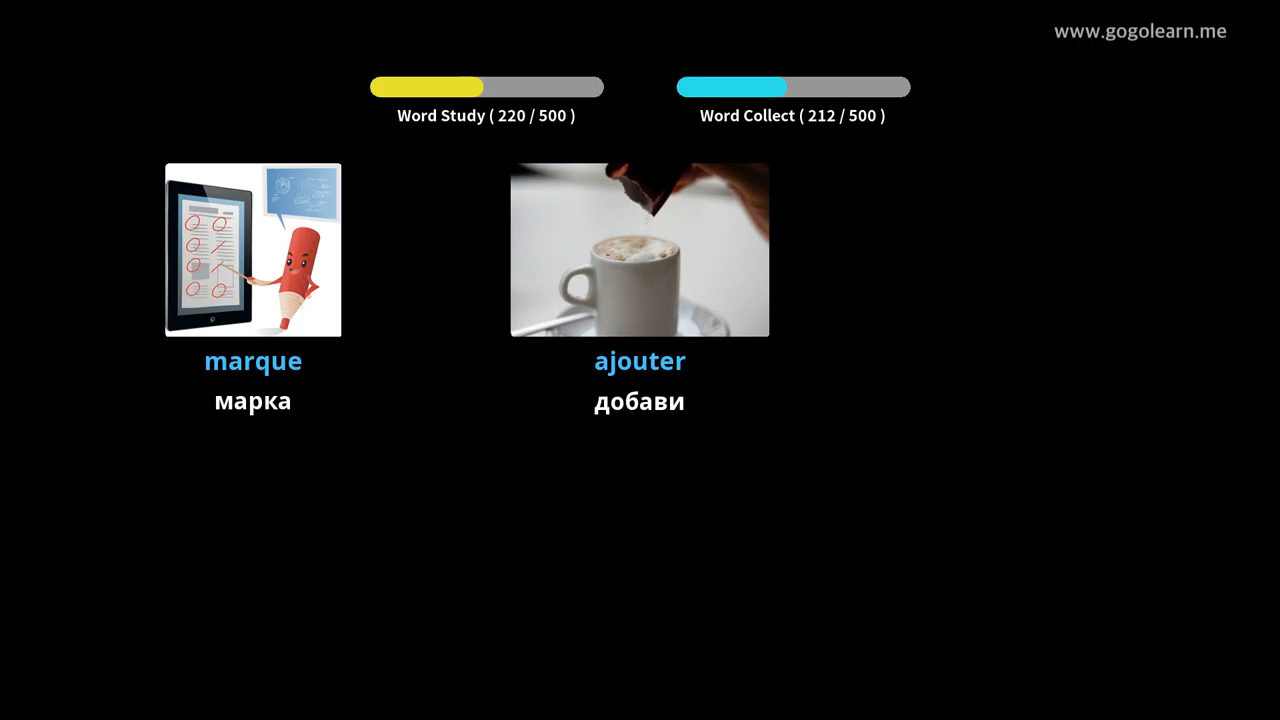 www.gogolearn.me
Word Study ( 220 / 500 )
Word Collect ( 212 / 500 )
marque
ajouter
марка
добави